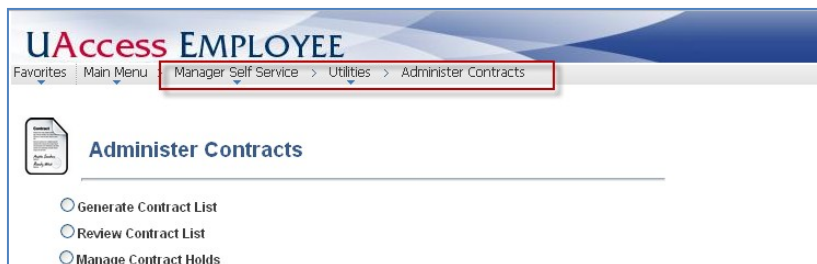 UAccess EMPLOYEE
Favorites Main Menu > Manager Self Service > Utilities > Administer Contracts
Contract
Administer Contracts
Generate Contract List
Review Contract List
Manage Contract Holds